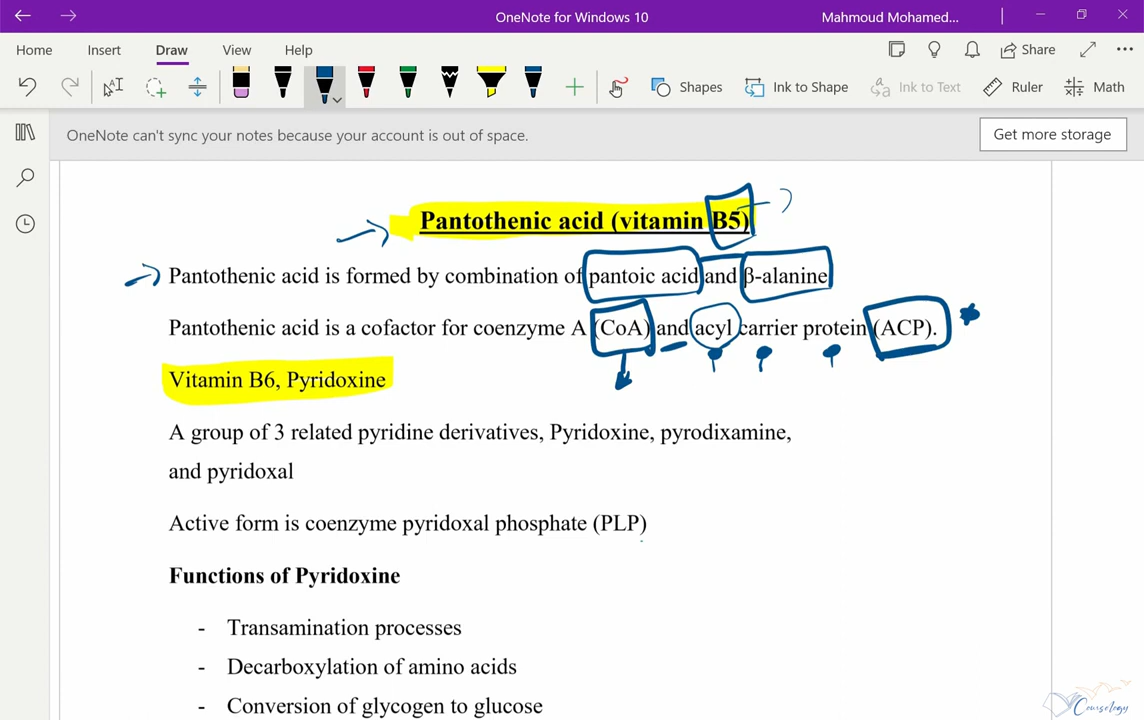 OneNote for Windows 10
Mahmoud Mohamed...
Home Insert Draw View Help
Share
Shapes Ink to Shape Ink to Text Ruler Math
OneNote can't sync your notes because your account is out of space.
Get more storage
Pantothenic acid (vitamin B5)
Pantothenic acid is formed by combination of pantoic acid and β-alanine
Pantothenic acid is a cofactor for coenzyme A (CoA) and acyl carrier protein (ACP).
Vitamin B6, Pyridoxine
A group of 3 related pyridine derivatives, Pyridoxine, pyrodixamine,
and pyridoxal
Active form is coenzyme pyridoxal phosphate (PLP)
Functions of Pyridoxine
- Transamination processes
- Decarboxylation of amino acids
- Conversion of glycogen to glucose
Coursology